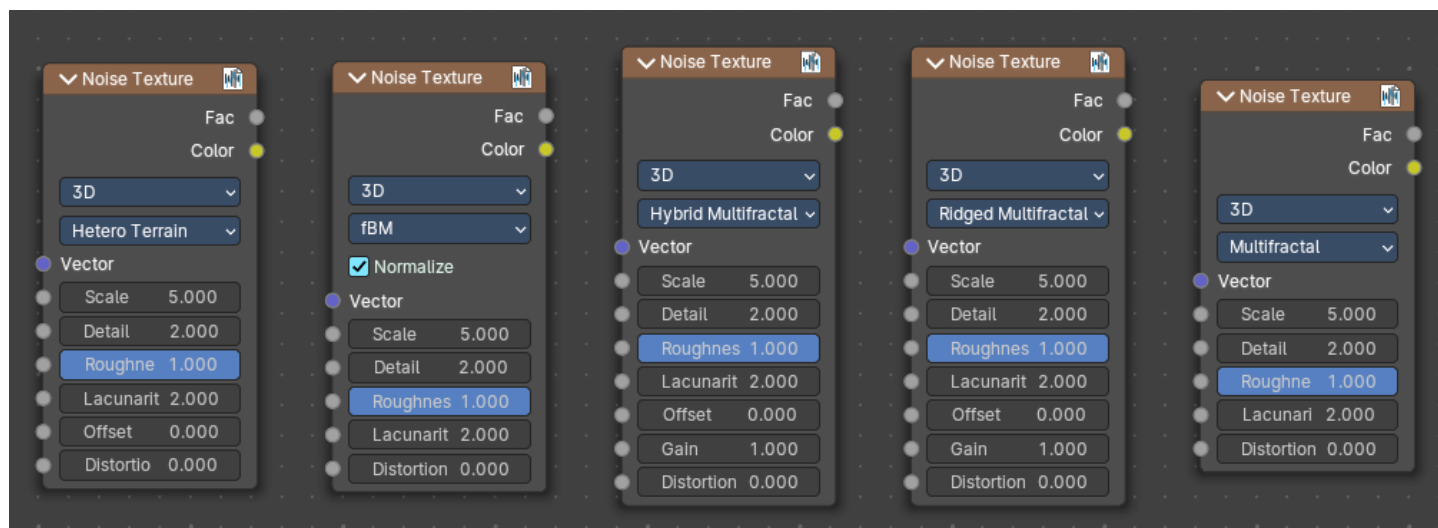 Noise Texture
Fac
Color
3D
Hetero Terrain
Vector
Scale 5.000
Detail 2.000
Roughne 1.000
Lacunarit 2.000
Offset 0.000
Distortio 0.000
Noise Texture
Fac
Color
3D
fBM
Normalize
Vector
Scale 5.000
Detail 2.000
Roughnes 1.000
Lacunarit 2.000
Distortion 0.000
Noise Texture
Fac
Color
3D
Hybrid Multifractal
Vector
Scale 5.000
Detail 2.000
Roughnes 1.000
Lacunarit 2.000
Offset 0.000
Gain 1.000
Distortion 0.000
Noise Texture
Fac
Color
3D
Ridged Multifractal
Vector
Scale 5.000
Detail 2.000
Roughnes 1.000
Lacunarit 2.000
Offset 0.000
Gain 1.000
Distortion 0.000
Noise Texture
Fac
Color
3D
Multifractal
Vector
Scale 5.000
Detail 2.000
Roughne 1.000
Lacunari 2.000
Distortion 0.000